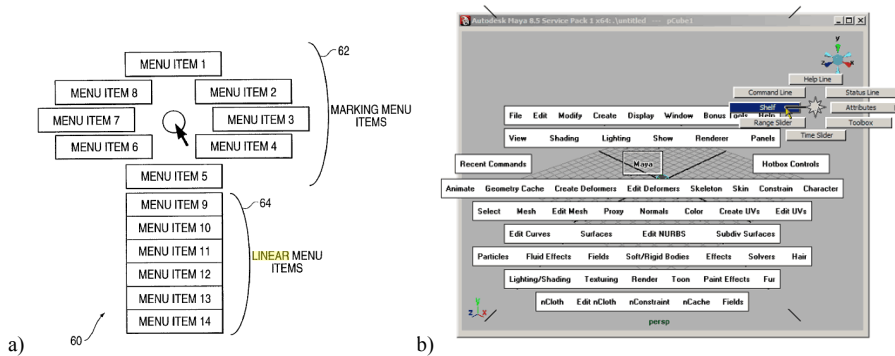 MENU ITEM 1
MENU ITEM 8
MENU ITEM 2
MENU ITEM 7
MENU ITEM 3
MENU ITEM 6
MENU ITEM 4
MENU ITEM 5
62
MARKING MENU
ITEMS
MENU ITEM 9
MENU ITEM 10
MENU ITEM 11
MENU ITEM 12
MENU ITEM 13
MENU ITEM 14
64
LINEAR MENU
ITEMS
60
a)
b)
Autodesk Maya 8.5 Service Pack 1 x64: .\untitled --- pCube1
y
z
Help Line
Command Line Status Line
Shelf Attributes
Range Slider Toobox
Time Slider
File Edit Modify Create Display Window Bonus Tools Help
View Shading Lighting Show Renderer Panels
Recent Commands Maya Hotbox Controls
Animate Geometry Cache Create Deformers Edit Deformers Skeleton Skin Constrain Character
Select Mesh Edit Mesh Proxy Normals Color Create UVs Edit UVs
Edit Curves Surfaces Edit NURBS Subdiv Surfaces
Particles Fluid Effects Fields Soft/Rigid Bodies Effects Solvers Hair
Lighting/Shading Texturing Render Toon Paint Effects Fur
nCloth Edit nCloth nConstraint nCache Fields
y
z x
persp